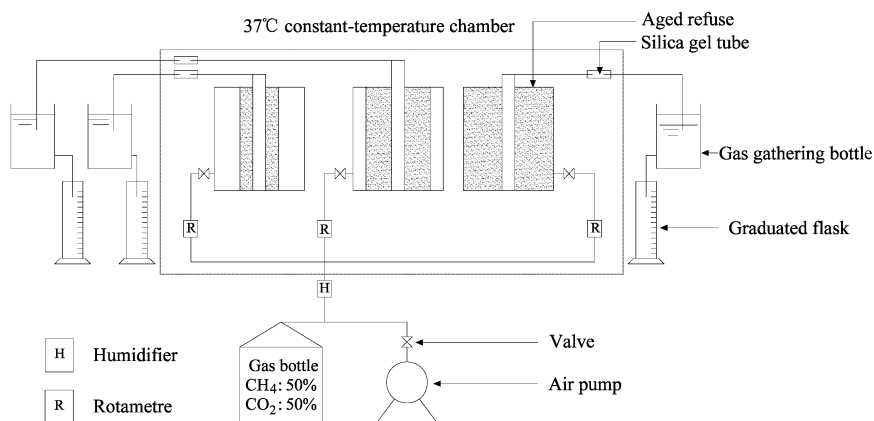 37℃ constant-temperature chamber
Aged refuse
Silica gel tube
Gas gathering bottle
R
R
R
Graduated flask
H
Valve
H Humidifier
Gas bottle
CH4: 50%
CO2: 50%
Air pump
R Rotametre